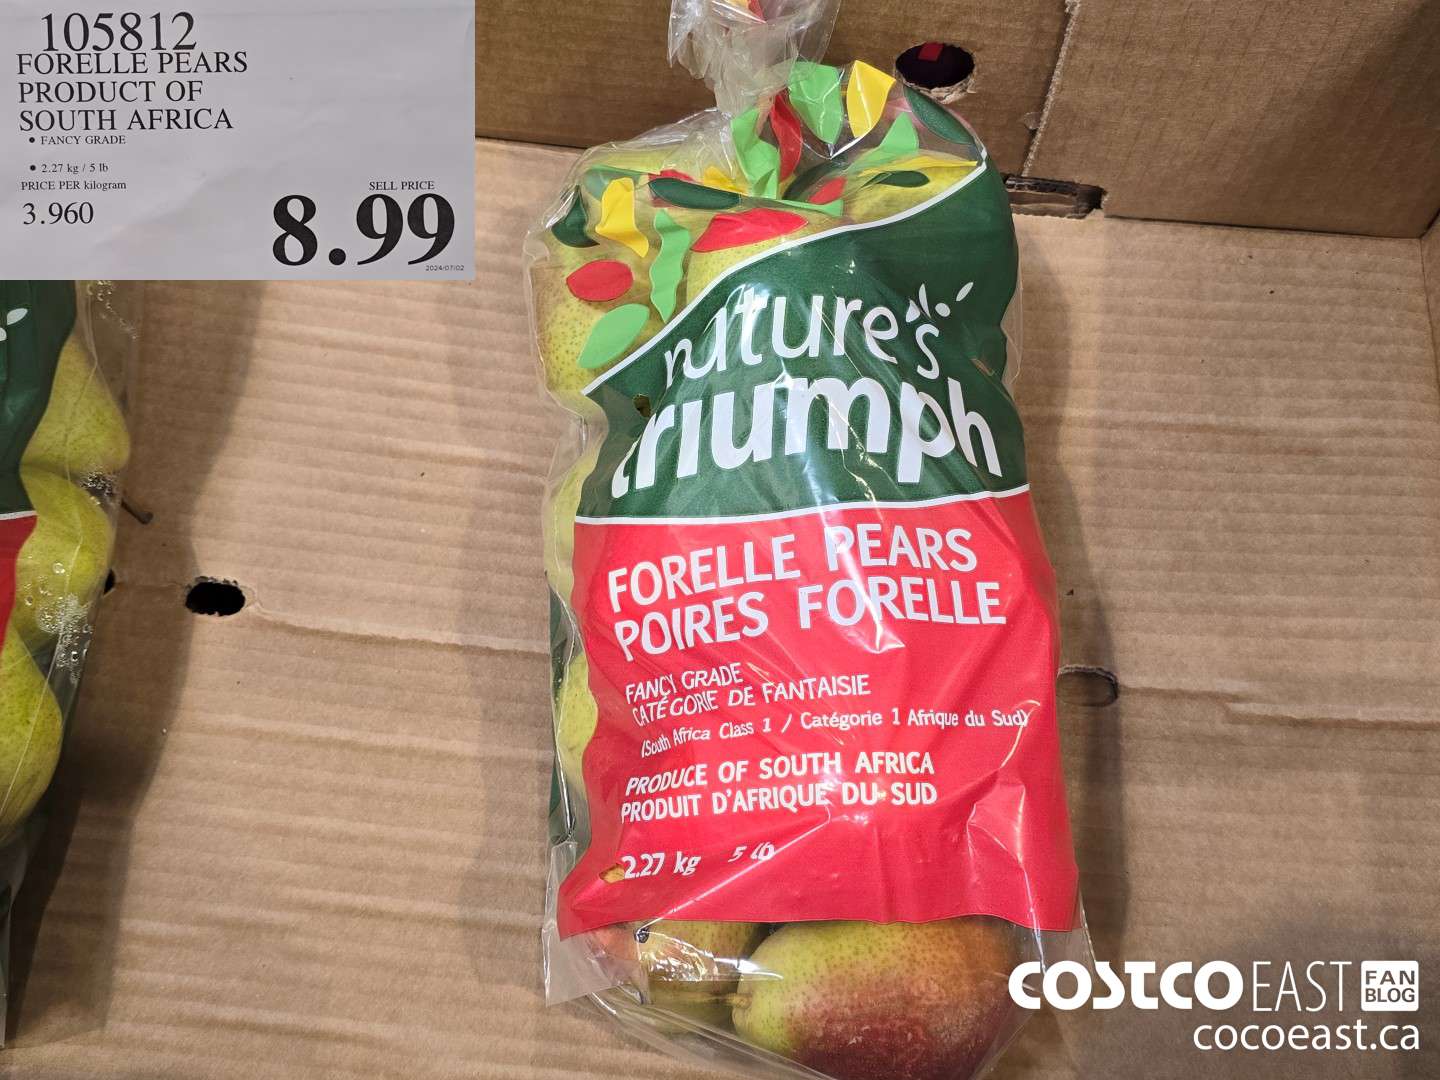 105812
FORELLE PEARS
PRODUCT OF
SOUTH AFRICA
• FANCY GRADE
• 2.27 kg / 5 lb
PRICE PER kilogram
3.960
SELL PRICE
8.99
2024/07/02
nature's
triumph
FORELLE PEARS
POIRES FORELLE
FANCY GRADE
CATÉGORIE DE FANTAISIE
(South Africa Class 1 / Catégorie 1 Afrique du Sud)
PRODUCE OF SOUTH AFRICA
PRODUIT D'AFRIQUE DU SUD
2.27 kg 5 lb
COSTCO EAST FAN BLOG
cocoeast.ca